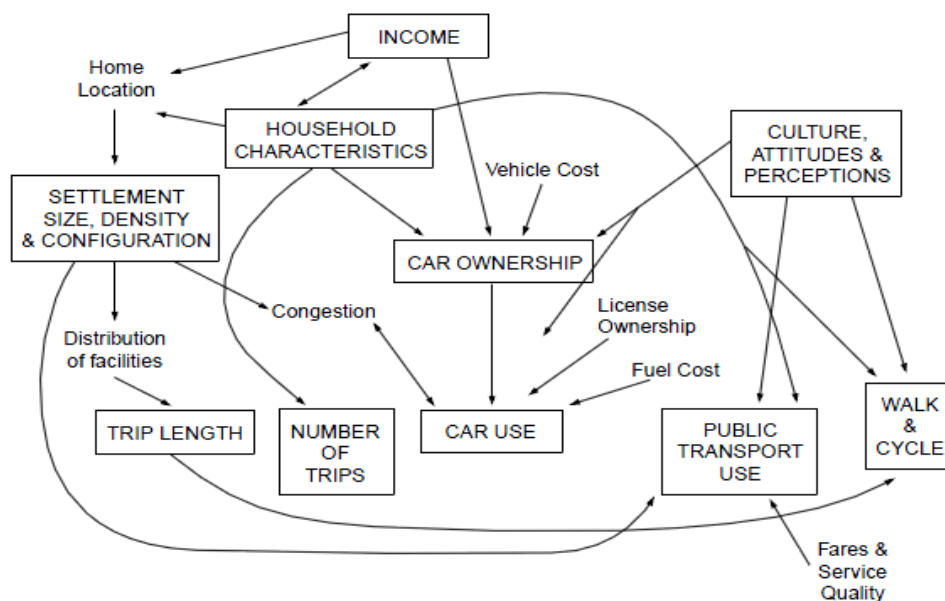 INCOME
Home
Location
HOUSEHOLD
CHARACTERISTICS
CULTURE,
ATTITUDES &
PERCEPTIONS
Vehicle Cost
SETTLEMENT
SIZE, DENSITY
& CONFIGURATION
CAR OWNERSHIP
Congestion
License
Ownership
Distribution
of facilities
Fuel Cost
TRIP LENGTH
NUMBER
OF
TRIPS
CAR USE
PUBLIC
TRANSPORT
USE
WALK
&
CYCLE
Fares &
Service
Quality